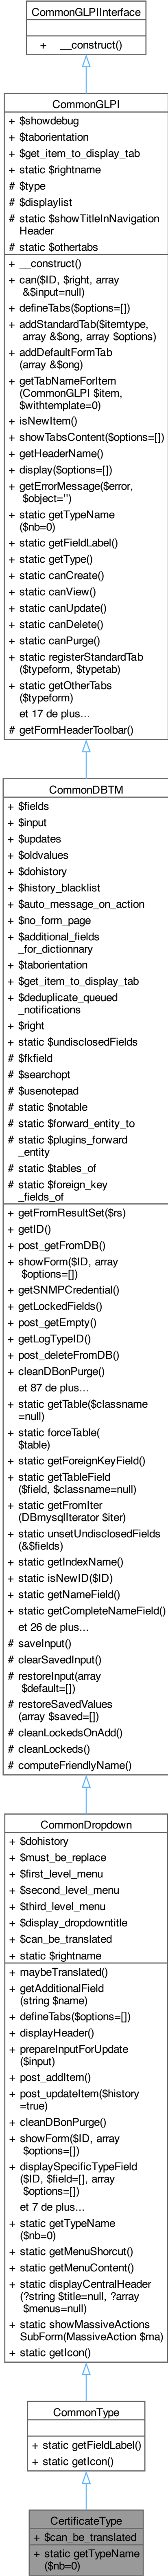 CommonGLPIInterface
+ __construct()
CommonGLPI
+ $showdebug
+ $taborientation
+ $get_item_to_display_tab
+ static $rightname
# $type
# $displaylist
# static $showTitleInNavigation
Header
# static $othertabs
+ __construct()
+ can($ID, $right, array
&$input=null)
+ defineTabs($options=[])
+ addStandardTab($itemtype,
array &$ong, array $options)
+ addDefaultFormTab
(array &$ong)
+ getTabNameForItem
(CommonGLPI $item,
$withtemplate=0)
+ isNewItem()
+ showTabsContent($options=[])
+ getHeaderName()
+ display($options=[])
+ getErrorMessage($error,
$object='')
+ static getTypeName
($nb=0)
+ static getFieldLabel()
+ static getType()
+ static canCreate()
+ static canView()
+ static canUpdate()
+ static canDelete()
+ static canPurge()
+ static registerStandardTab
($typeform, $typetab)
+ static getOtherTabs
($typeform)
et 17 de plus...
# getFormHeaderToolbar()
CommonDBTM
+ $fields
+ $input
+ $updates
+ $oldvalues
+ $dohistory
+ $history_blacklist
+ $auto_message_on_action
+ $no_form_page
+ $additional_fields
_for_dictionnary
+ $taborientation
+ $get_item_to_display_tab
+ $deduplicate_queued
_notifications
+ $right
+ static $undisclosedFields
# $fkfield
# $searchopt
# $usenotepad
# static $notable
# static $forward_entity_to
# static $plugins_forward
_entity
# static $tables_of
# static $foreign_key
_fields_of
+ getFromResultSet($rs)
+ getID()
+ post_getFromDB()
+ showForm($ID, array
$options=[])
+ getSNMPCredential()
+ getLockedFields()
+ post_getEmpty()
+ getLogTypeID()
+ post_deleteFromDB()
+ cleanDBonPurge()
et 87 de plus...
+ static getTable($classname
=null)
+ static forceTable(
$table)
+ static getForeignKeyField()
+ static getTableField
($field, $classname=null)
+ static getFromIter
(DBmysqlIterator $iter)
+ static unsetUndisclosedFields
(&$fields)
+ static getIndexName()
+ static isNewID($ID)
+ static getNameField()
+ static getCompleteNameField()
et 26 de plus...
# saveInput()
# clearSavedInput()
# restoreInput(array
$default=[])
# restoreSavedValues
(array $saved=[])
# cleanLockedsOnAdd()
# cleanLockeds()
# computeFriendlyName()
CommonDropdown
+ $dohistory
+ $must_be_replace
+ $first_level_menu
+ $second_level_menu
+ $third_level_menu
+ $display_dropdowntitle
+ $can_be_translated
+ static $rightname
+ maybeTranslated()
+ getAdditionalField
(string $name)
+ defineTabs($options=[])
+ displayHeader()
+ prepareInputForUpdate
($input)
+ post_addItem()
+ post_updateItem($history
=true)
+ cleanDBonPurge()
+ showForm($ID, array
$options=[])
+ displaySpecificTypeField
($ID, $field=[], array
$options=[])
et 7 de plus...
+ static getTypeName
($nb=0)
+ static getMenuShorcut()
+ static getMenuContent()
+ static displayCentralHeader
(?string $title=null, ?array
$menus=null)
+ static showMassiveActions
SubForm(MassiveAction $ma)
+ static getIcon()
CommonType
+ static getFieldLabel()
+ static getIcon()
CertificateType
+ $can_be_translated
+ static getTypeName
($nb=0)